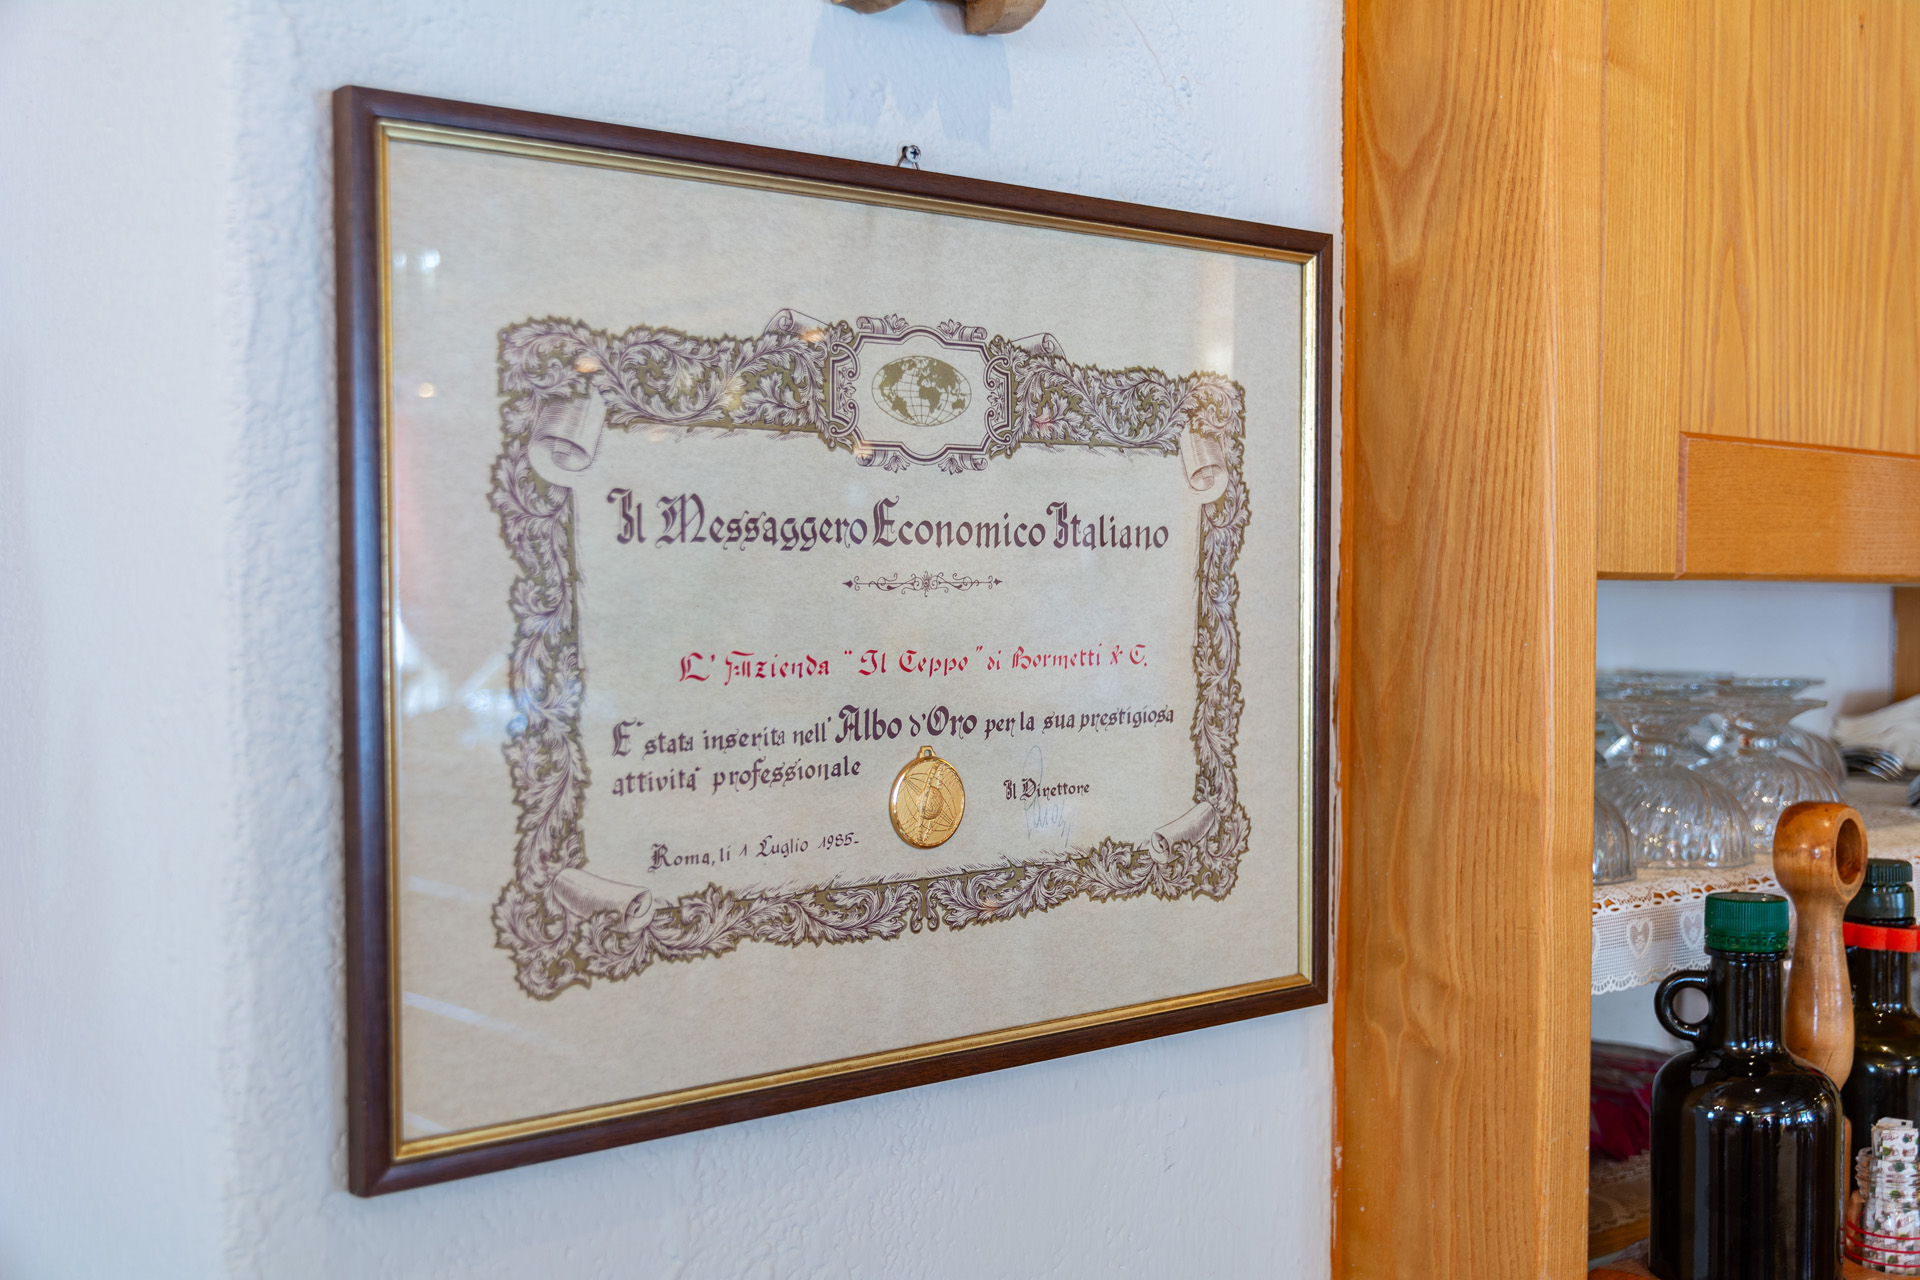 Il Messaggero Economico Italiano
L' Azienda "Il Ceppo" di Bormetti & C.
E' stata inserita nell' Albo d'Oro per la sua prestigiosa
attività professionale
Il Direttore
Roma, li 1 Luglio 1985-